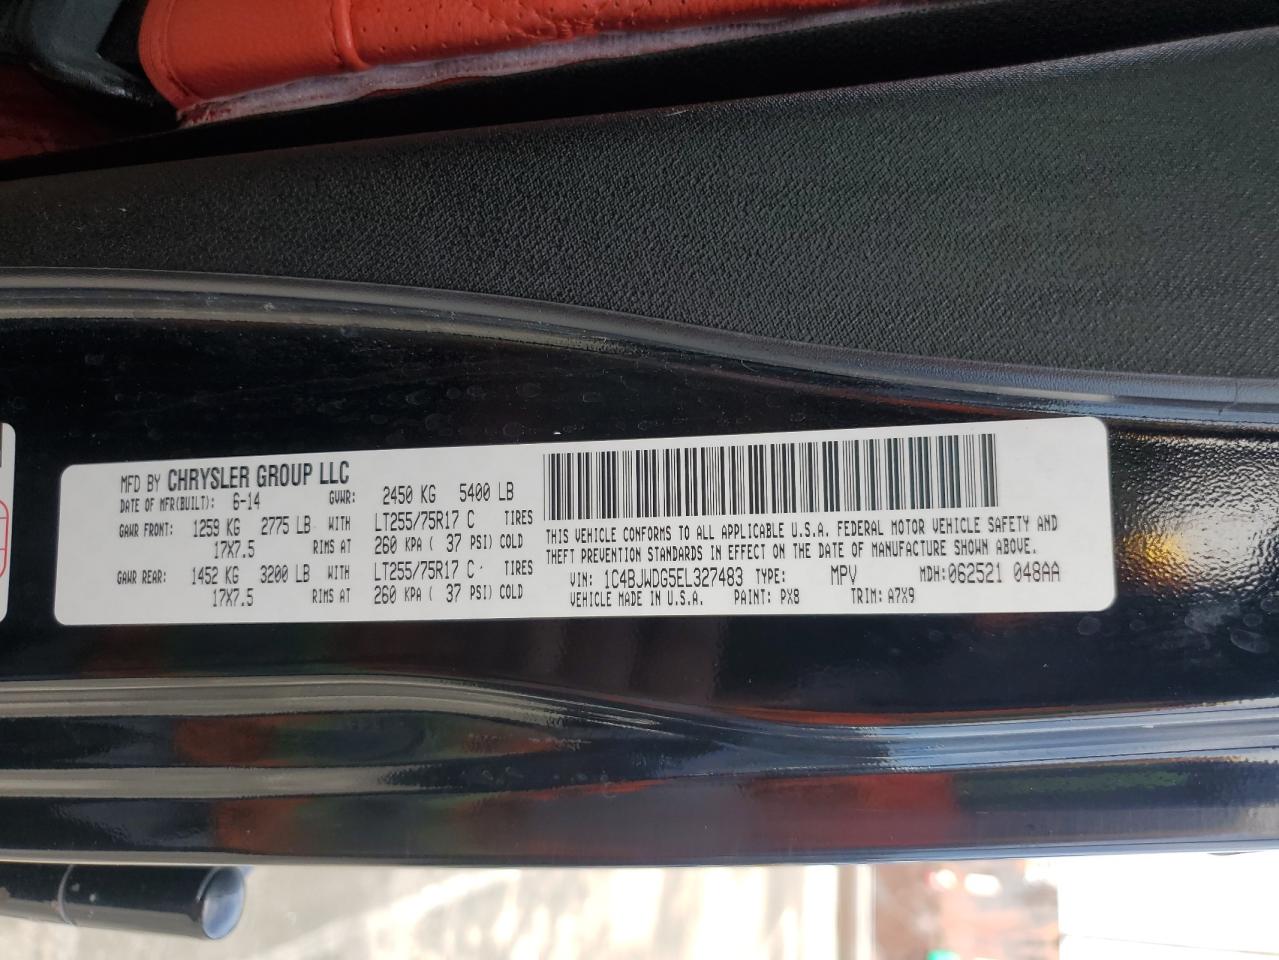 MFD BY CHRYSLER GROUP LLC
DATE OF MFR(BUILT): 6-14 GVWR: 2450 KG 5400 LB
GAWR FRONT: 1259 KG 2775 LB WITH LT255/75R17 C TIRES
17X7.5 RIMS AT 260 KPA ( 37 PSI) COLD
GAWR REAR: 1452 KG 3200 LB WITH LT255/75R17 C TIRES
17X7.5 RIMS AT 260 KPA ( 37 PSI) COLD
THIS VEHICLE CONFORMS TO ALL APPLICABLE U.S.A. FEDERAL MOTOR VEHICLE SAFETY AND
THEFT PREVENTION STANDARDS IN EFFECT ON THE DATE OF MANUFACTURE SHOWN ABOVE.
VIN: 1C4BJWDG5EL327483 TYPE: MPV MDH:062521 048AA
VEHICLE MADE IN U.S.A. PAINT: PX8 TRIM: A7X9